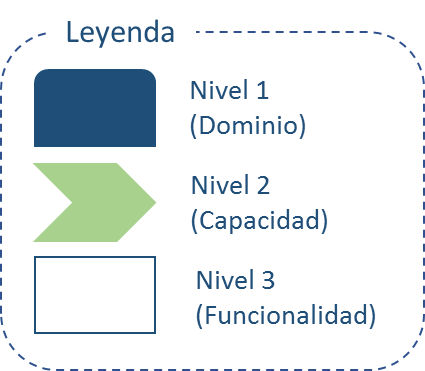 Leyenda
Nivel 1
(Dominio)
Nivel 2
(Capacidad)
Nivel 3
(Funcionalidad)